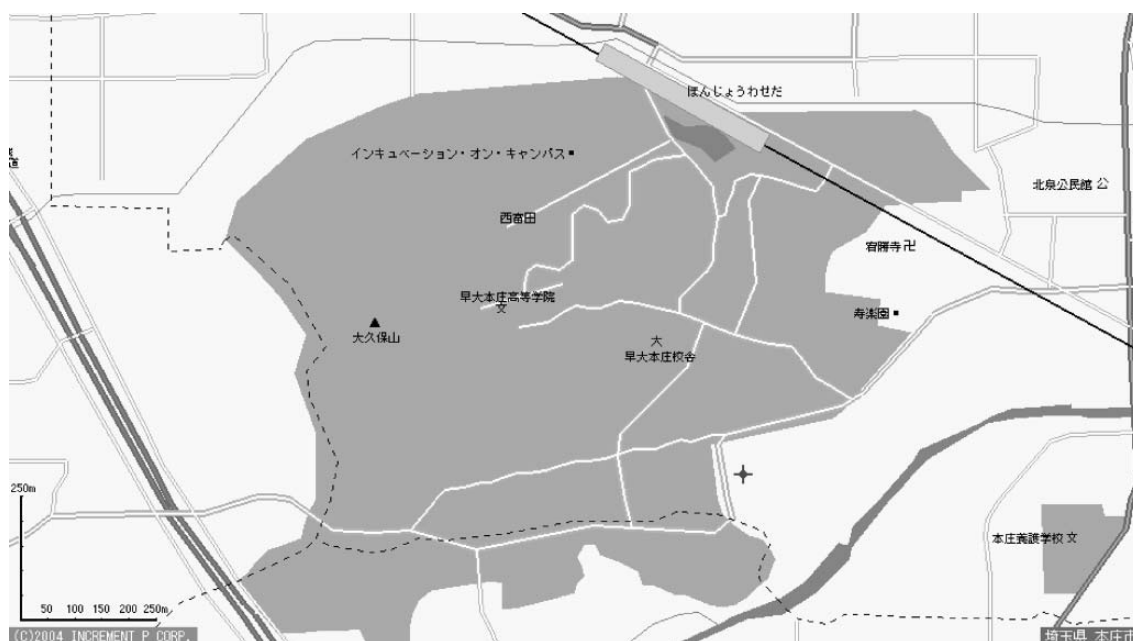 ほんじょうわせだ
インキュベーション・オン・キャンパス
北泉公民館 公
西富田
宥勝寺 卍
早大本庄高等学院
文
寿楽園
大久保山
大
早大本庄校舎
250m
本庄養護学校 文
50 100 150 200 250m
(C)2004 INCREMENT P CORP.
埼玉県 本庄市